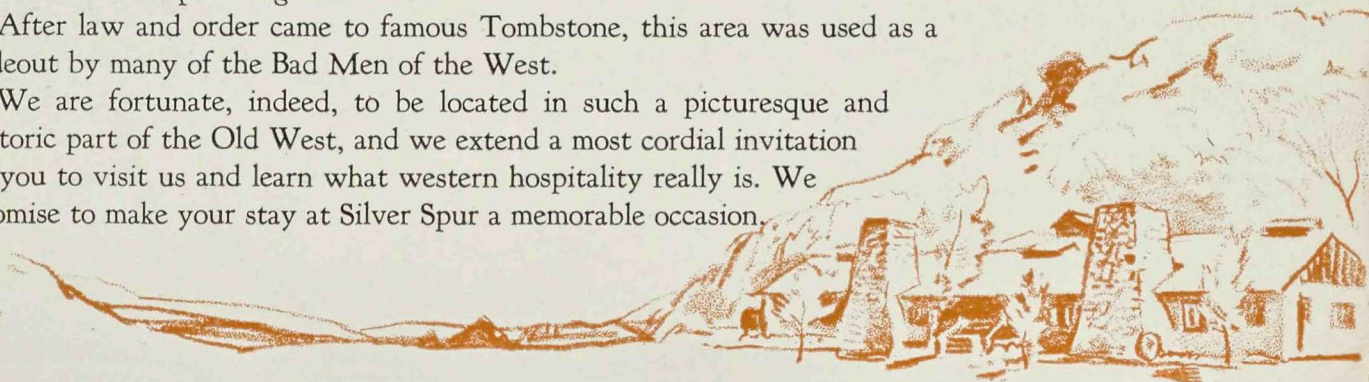 After law and order came to famous Tombstone, this area was used as a
leout by many of the Bad Men of the West.
We are fortunate, indeed, to be located in such a picturesque and
toric part of the Old West, and we extend a most cordial invitation
you to visit us and learn what western hospitality really is. We
omise to make your stay at Silver Spur a memorable occasion.